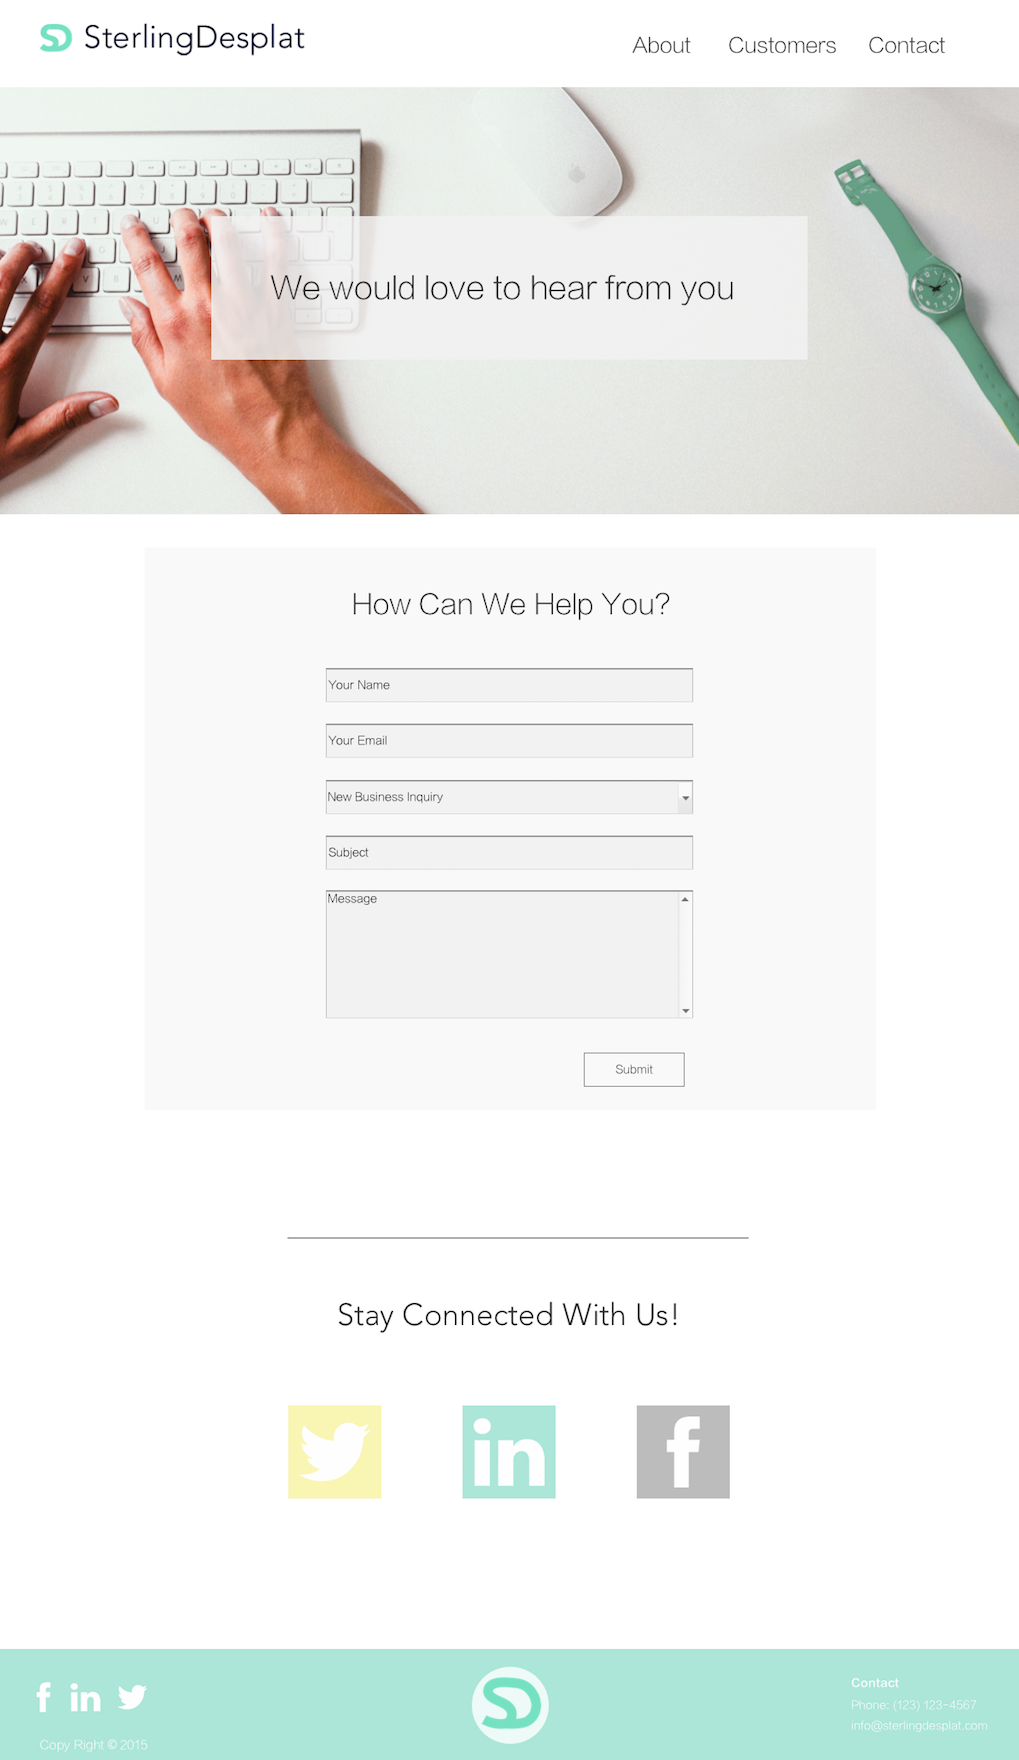 SterlingDesplat
About Customers Contact
We would love to hear from you
How Can We Help You?
Your Name
Your Email
New Business Inquiry
Subject
Message
Submit
Stay Connected With Us!
in
f
f in
SD
Contact
Phone: (123) 123-4567
info@sterlingdesplat.com
Copy Right © 2015